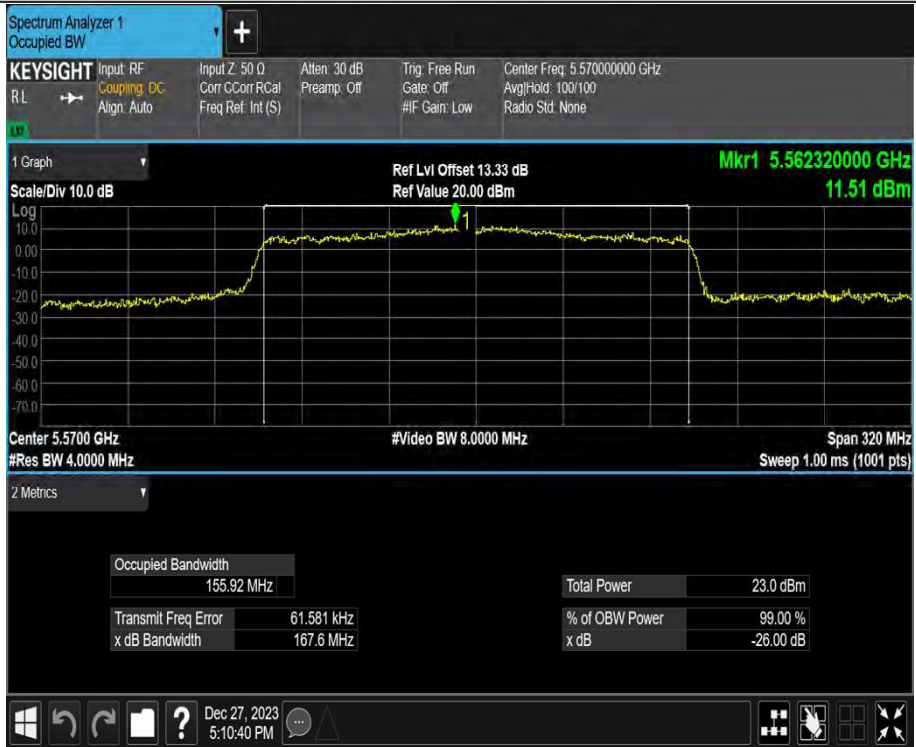 Spectrum Analyzer 1
Occupied BW
+
KEYSIGHT
RL
LXI
Input: RF
Coupling: DC
Align: Auto
Input Z: 50 Ω
Corr CCorr RCal
Freq Ref: Int (S)
Atten: 30 dB
Preamp: Off
Trig: Free Run
Gate: Off
#IF Gain: Low
Center Freq: 5.570000000 GHz
Avg|Hold: 100/100
Radio Std: None
1 Graph
Scale/Div 10.0 dB
Ref Lvl Offset 13.33 dB
Ref Value 20.00 dBm
Mkr1 5.562320000 GHz
11.51 dBm
Log
10.0
0.00
-10.0
-20.0
-30.0
-40.0
-50.0
-60.0
-70.0
1
Center 5.5700 GHz
#Res BW 4.0000 MHz
#Video BW 8.0000 MHz
Span 320 MHz
Sweep 1.00 ms (1001 pts)
2 Metrics
Occupied Bandwidth
155.92 MHz
Transmit Freq Error 61.581 kHz
x dB Bandwidth 167.6 MHz
Total Power 23.0 dBm
% of OBW Power 99.00 %
x dB -26.00 dB
?
Dec 27, 2023
5:10:40 PM